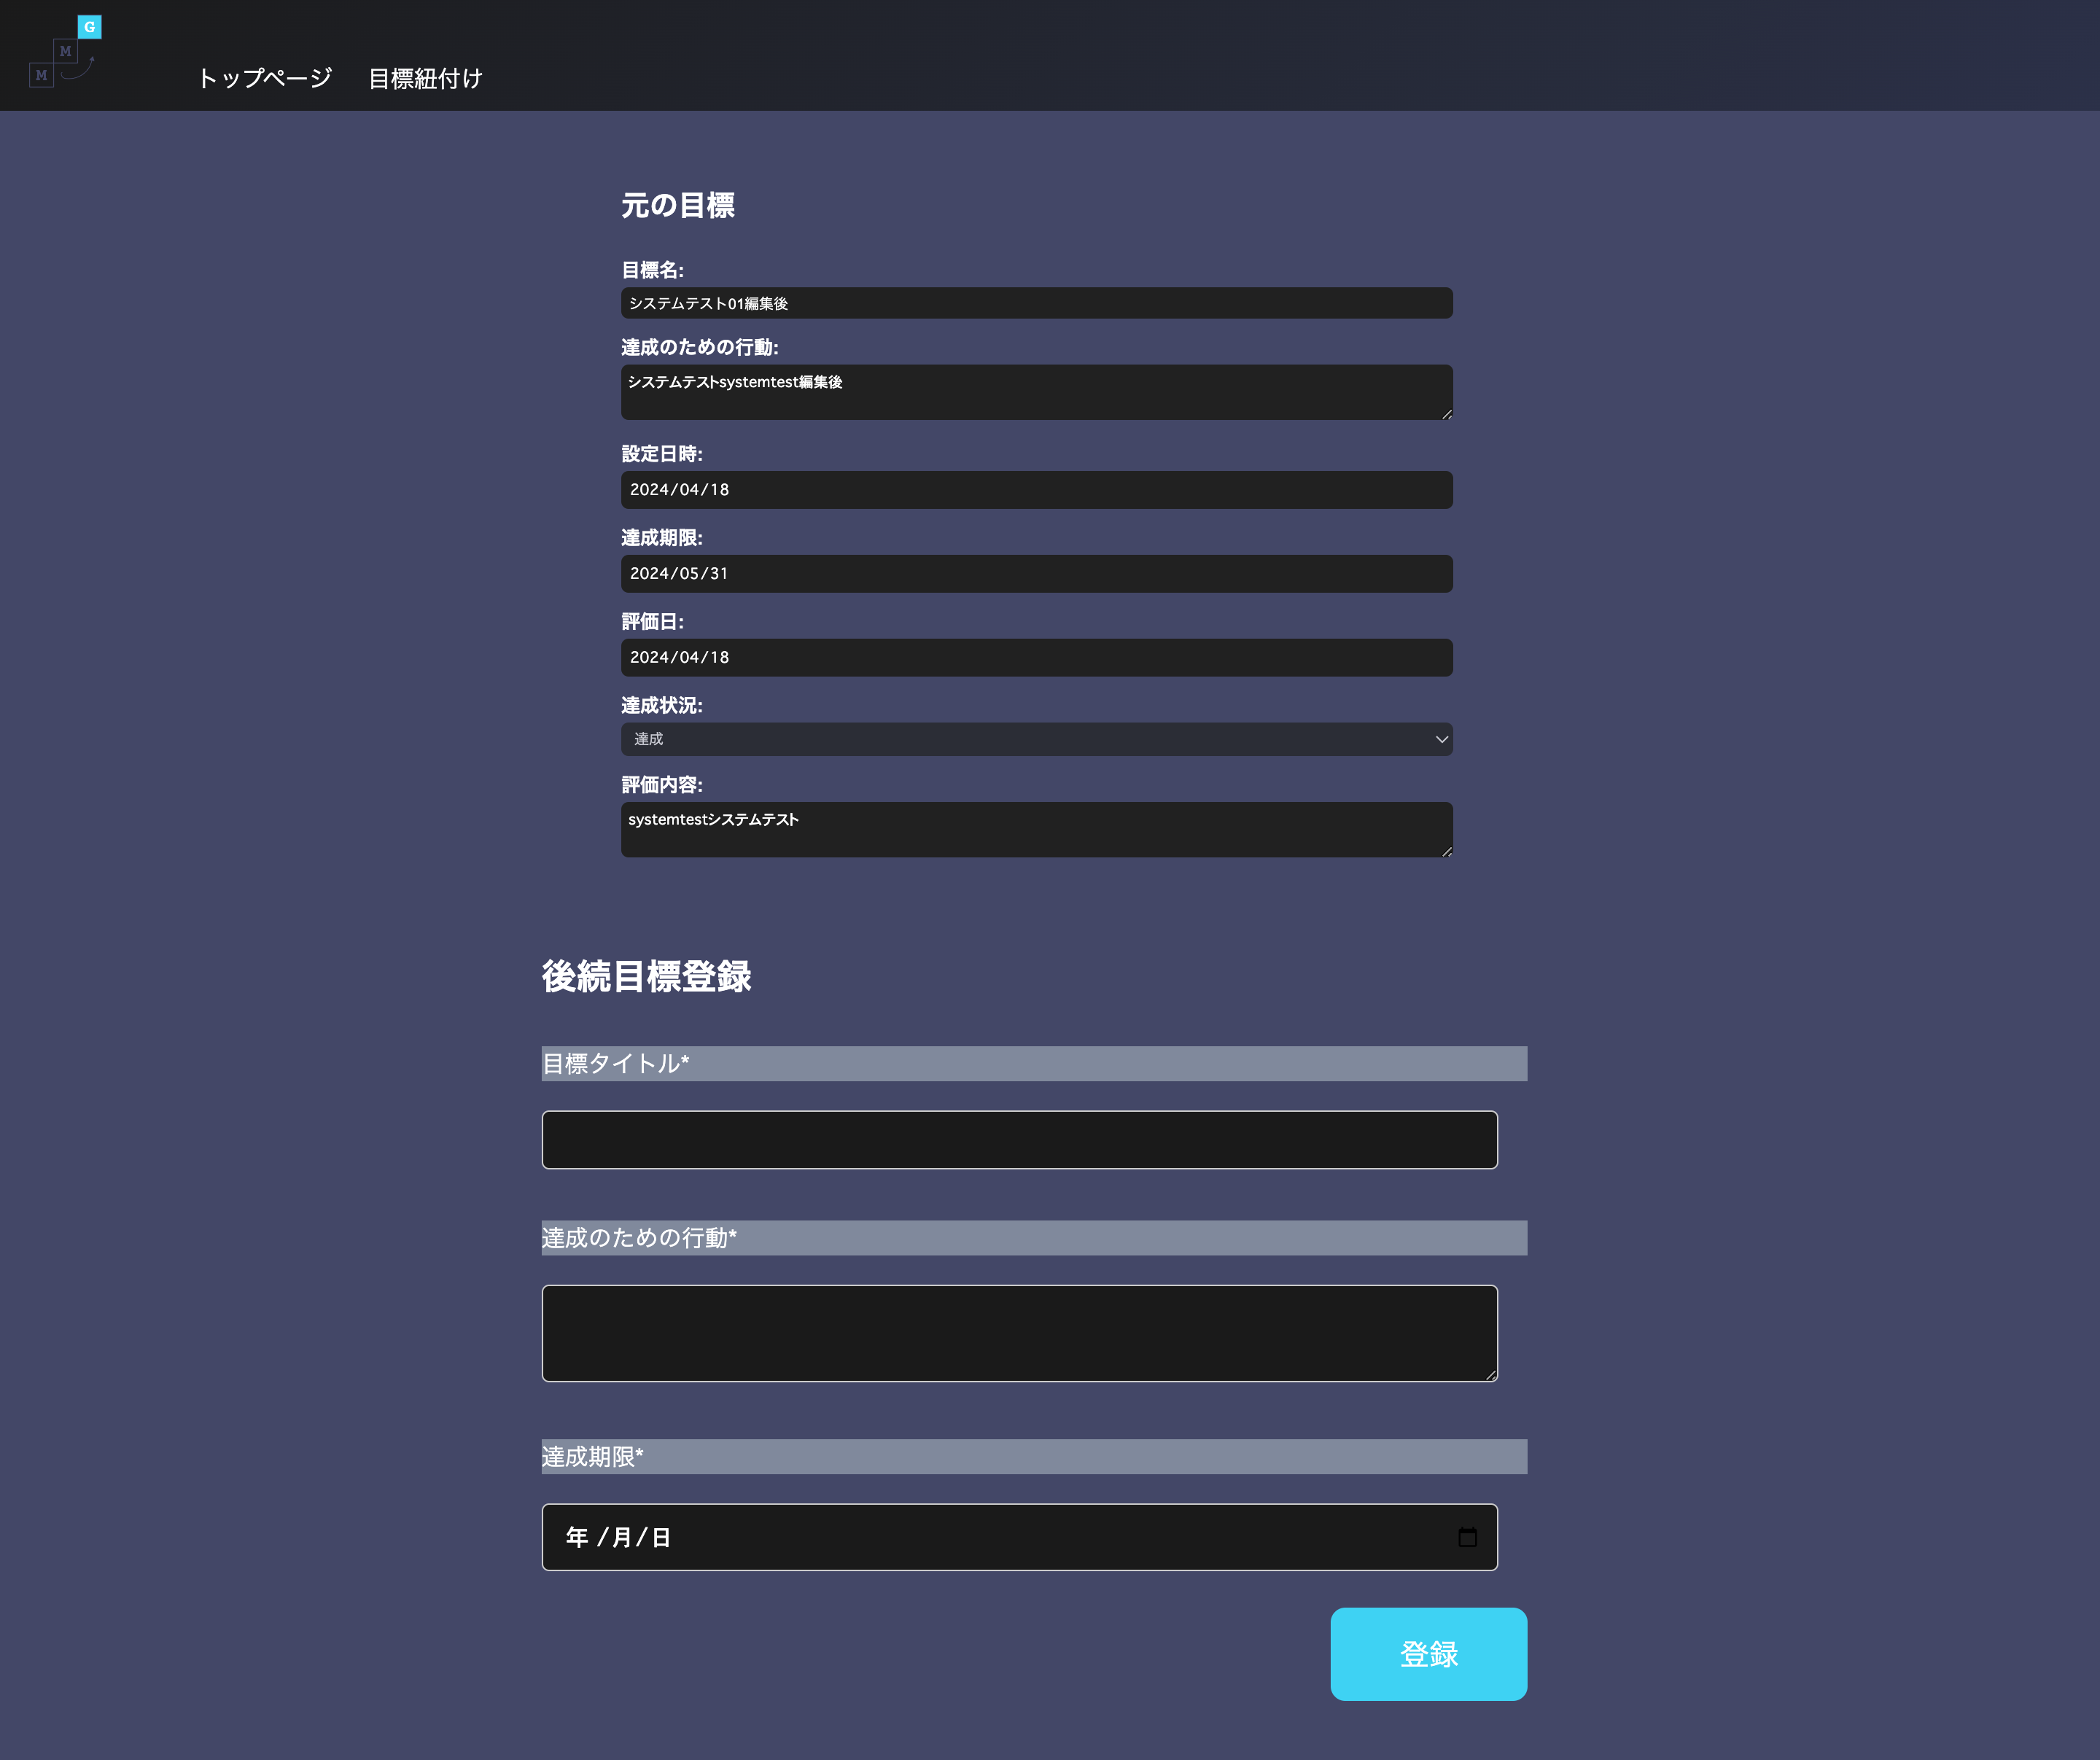 G
M
M
トップページ 目標紐付け
元の目標
目標名:
システムテスト01編集後
達成のための行動:
システムテストsystemtest編集後
設定日時:
2024/04/18
達成期限:
2024/05/31
評価日:
2024/04/18
達成状況:
達成
評価内容:
systemtestシステムテスト
後続目標登録
目標タイトル*
達成のための行動*
達成期限*
年 /月/日
登録